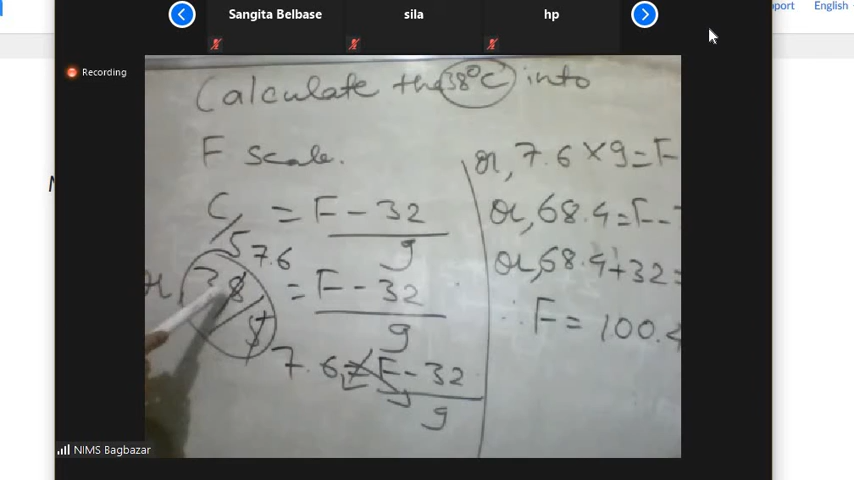 pport English
Sangita Belbase sila hp
Recording
Calculate the 38°C into
F scale.
C/5 = F - 32 / 9
or, 38 / 5 7.6 = F - 32 / 9
7.6 = F - 32 / 9
or, 7.6 × 9 = F
or, 68.4 = F -
or, 68.4 + 32 =
∴ F = 100.4
NIMS Bagbazar